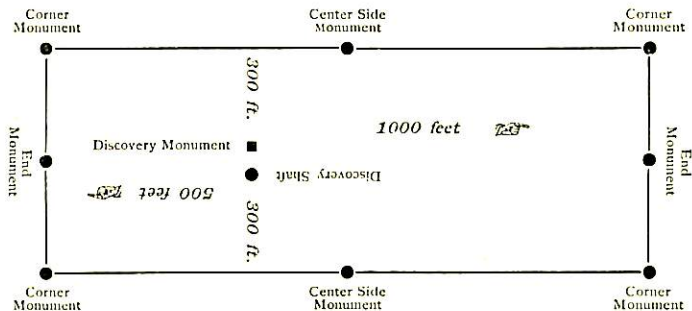 Corner
Monument
Center Side
Monument
Corner
Monument
300 ft.
1000 feet
Discovery Monument
End
Monument
End
Monument
Discovery Shaft
500 feet
300 ft.
Corner
Monument
Center Side
Monument
Corner
Monument